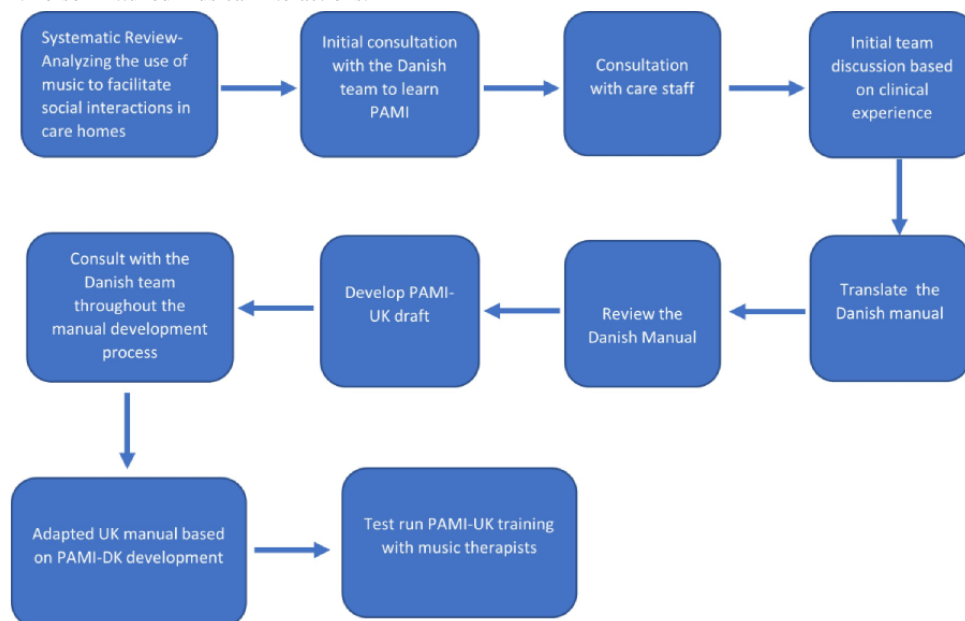 Systematic Review-
Analyzing the use of
music to facilitate
social interactions in
care homes
Initial consultation
with the Danish
team to learn
PAMI
Consultation
with care staff
Initial team
discussion based
on clinical
experience
Consult with the
Danish team
throughout the
manual development
process
Develop PAMI-
UK draft
Review the
Danish Manual
Translate the
Danish manual
Adapted UK manual based
on PAMI-DK development
Test run PAMI-UK training
with music therapists